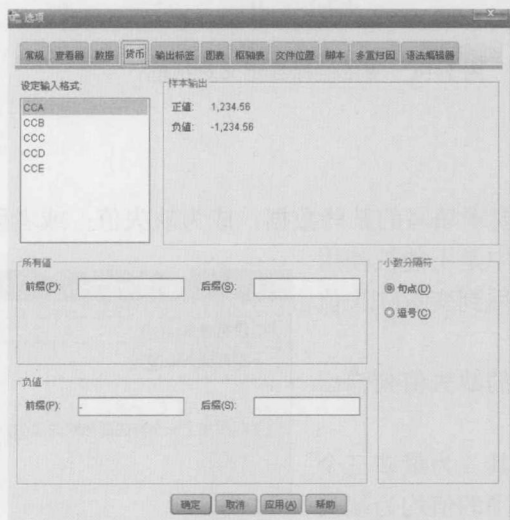 选项
常规 查看器 数据 货币 输出标签 图表 枢轴表 文件位置 脚本 多重归因 语法编辑器
设定输入格式:
CCA
CCB
CCC
CCD
CCE
样本输出
正值: 1,234.56
负值: -1,234.56
所有值
前缀(P):
后缀(S):
小数分隔符
句点(D)
逗号(C)
负值
前缀(P): -
后缀(S):
确定 取消 应用(A) 帮助